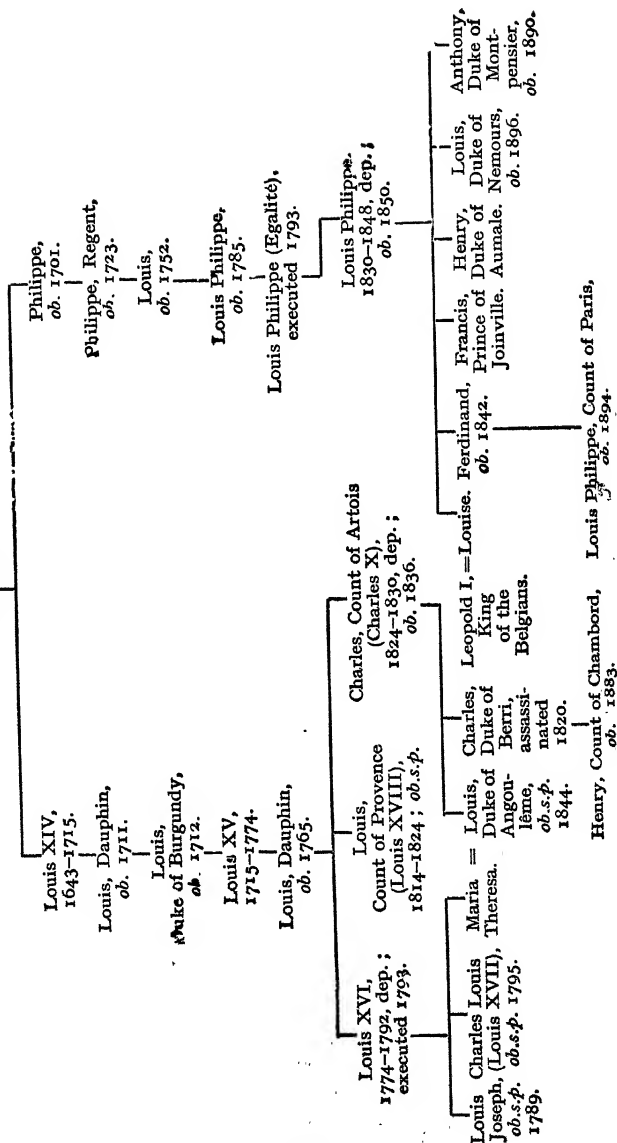 Louis XIV,
1643–1715.
Louis, Dauphin,
ob. 1711.
Louis,
Duke of Burgundy,
ob. 1712.
Louis XV,
1715–1774.
Louis, Dauphin,
ob. 1765.
Louis XVI,
1774–1792, dep.;
executed 1793.
Louis
Joseph,
ob.s.p.
1789.
Charles Louis
(Louis XVII),
ob.s.p. 1795.
Maria
Theresa.
=
Louis,
Count of Provence
(Louis XVIII),
1814–1824; ob.s.p.
Charles, Count of Artois
(Charles X),
1824–1830, dep.;
ob. 1836.
Louis,
Duke of
Angou-
lême,
ob.s.p.
1844.
Charles,
Duke of
Berri,
assassi-
nated
1820.
Henry, Count of Chambord,
ob. 1883.
Philippe,
ob. 1701.
Philippe, Regent,
ob. 1723.
Louis,
ob. 1752.
Louis Philippe,
ob. 1785.
Louis Philippe (Egalité),
executed 1793.
Louis Philippe.
1830–1848, dep.;
ob. 1850.
Leopold I,
King
of the
Belgians.
=Louise.
Ferdinand,
ob. 1842.
Francis,
Prince of
Joinville.
Henry,
Duke of
Aumale.
Louis,
Duke of
Nemours,
ob. 1896.
Anthony,
Duke of
Mont-
pensier,
ob. 1890.
Louis Philippe, Count of Paris,
ob. 1894.